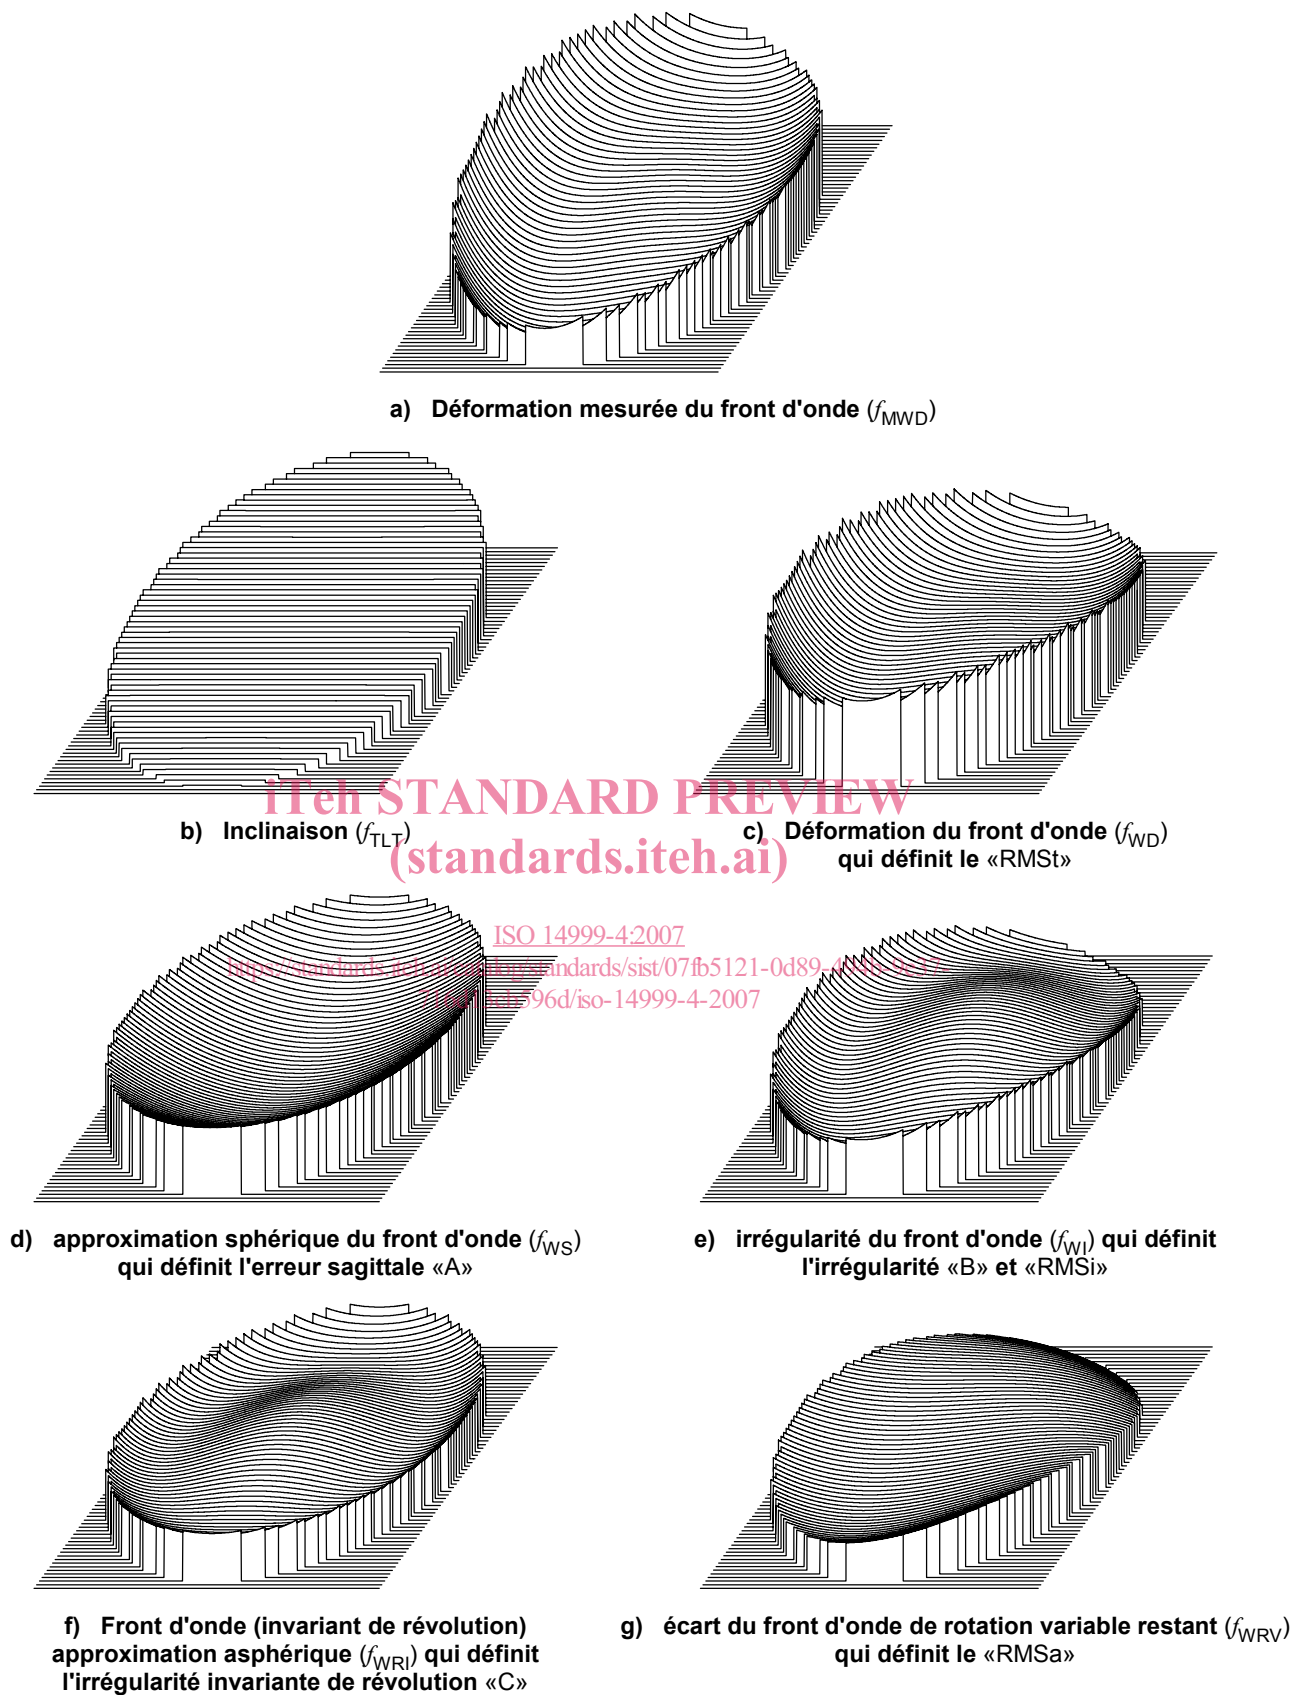 a) Déformation mesurée du front d'onde (fMWD)
b) Inclinaison (fTLT)
c) Déformation du front d'onde (fWD)
qui définit le «RMSt»
iTeh STANDARD PREVIEW
(standards.iteh.ai)
ISO 14999-4:2007
d) approximation sphérique du front d'onde (fWS)
qui définit l'erreur sagittale «A»
e) irrégularité du front d'onde (fWI) qui définit
l'irrégularité «B» et «RMSi»
f) Front d'onde (invariant de révolution)
approximation asphérique (fWRI) qui définit
l'irrégularité invariante de révolution «C»
g) écart du front d'onde de rotation variable restant (fWRV)
qui définit le «RMSa»